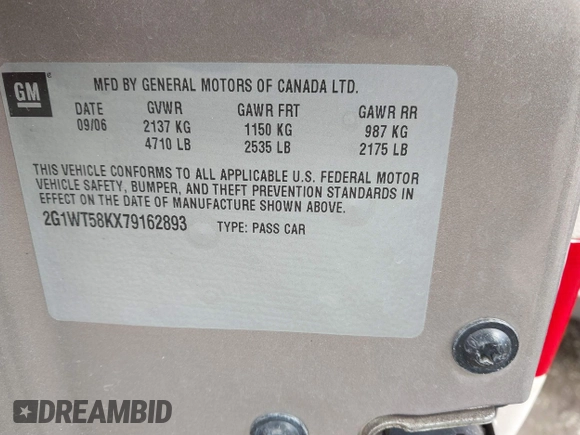 GM
MFD BY GENERAL MOTORS OF CANADA LTD.
DATE GVWR GAWR FRT GAWR RR
09/06 2137 KG 1150 KG 987 KG
4710 LB 2535 LB 2175 LB
THIS VEHICLE CONFORMS TO ALL APPLICABLE U.S. FEDERAL MOTOR
VEHICLE SAFETY, BUMPER, AND THEFT PREVENTION STANDARDS IN
EFFECT ON THE DATE OF MANUFACTURE SHOWN ABOVE.
2G1WT58KX79162893 TYPE: PASS CAR
DREAMBID